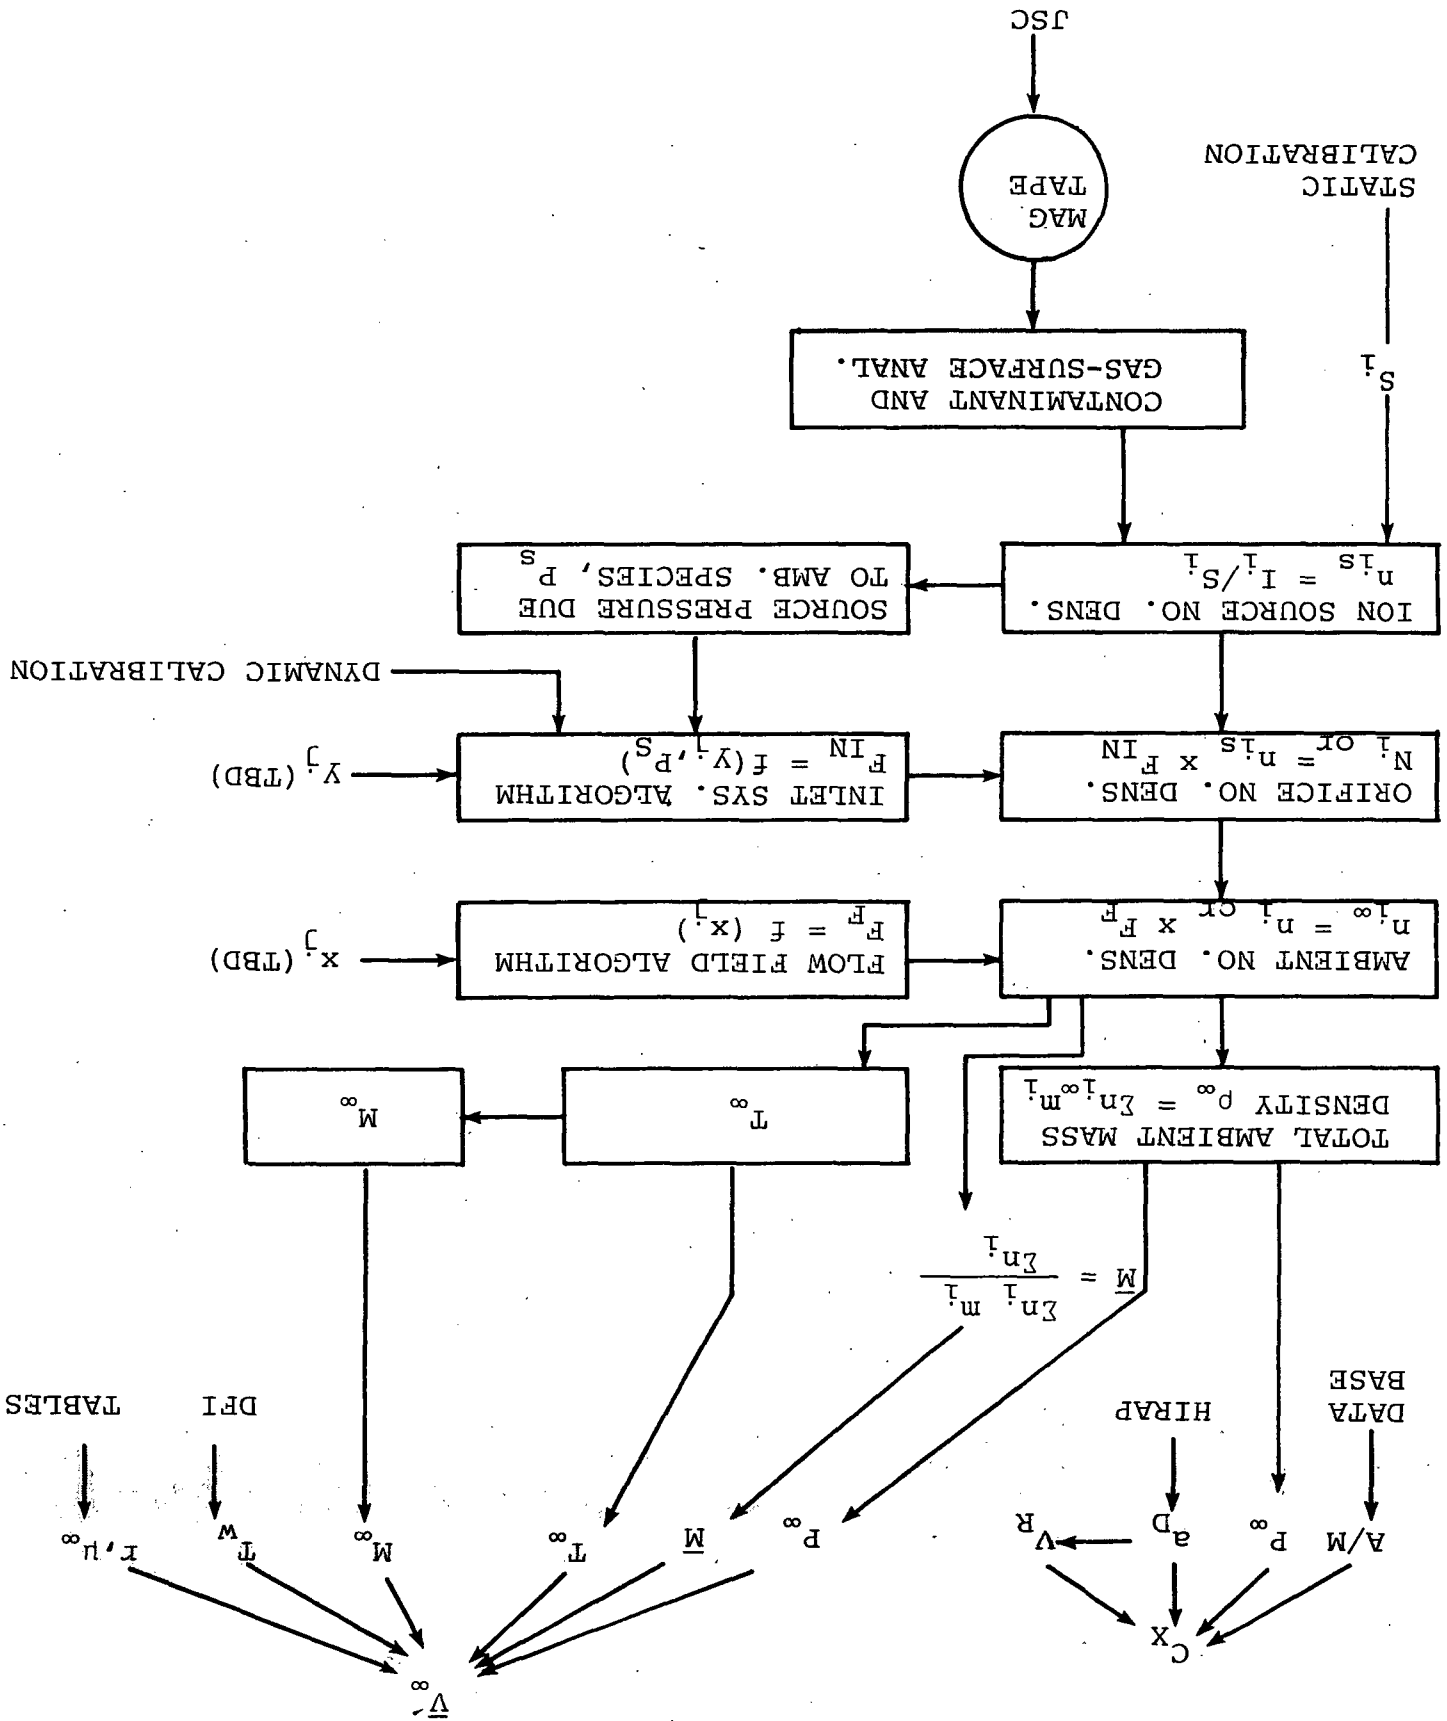 V̄'∞
Cₓ
A/M
P∞
a_D
V_R
P∞
M̄
T∞
M∞
T_w
r,μ∞
DATA
BASE
HIRAP
DFI
TABLES
M̄ = Σn_i m_i / Σn_i
TOTAL AMBIENT MASS
DENSITY ρ∞ = Σn_i∞m_i
T∞
M∞
AMBIENT NO. DENS.
n_i∞ = n_i or x F_F
FLOW FIELD ALGORITHM
F_F = f (x_j)
x_j (TBD)
ORIFICE NO. DENS.
N_i or = n_is x F_IN
INLET SYS. ALGORITHM
F_IN = f(y_j, P_S)
y_j (TBD)
DYNAMIC CALIBRATION
ION SOURCE NO. DENS.
n_is = I_i/S_i
SOURCE PRESSURE DUE
TO AMB. SPECIES, P_S
S_i
CONTAMINANT AND
GAS-SURFACE ANAL.
STATIC
CALIBRATION
MAG
TAPE
JSC